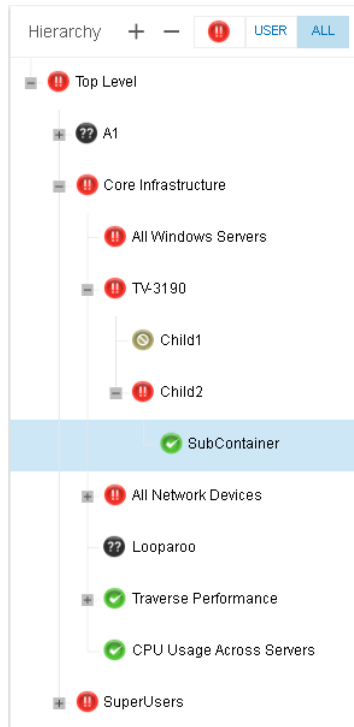 Hierarchy + − !! USER ALL
!! Top Level
?? A1
!! Core Infrastructure
!! All Windows Servers
!! TV-3190
Child1
!! Child2
SubContainer
!! All Network Devices
?? Looparoo
Traverse Performance
CPU Usage Across Servers
!! SuperUsers